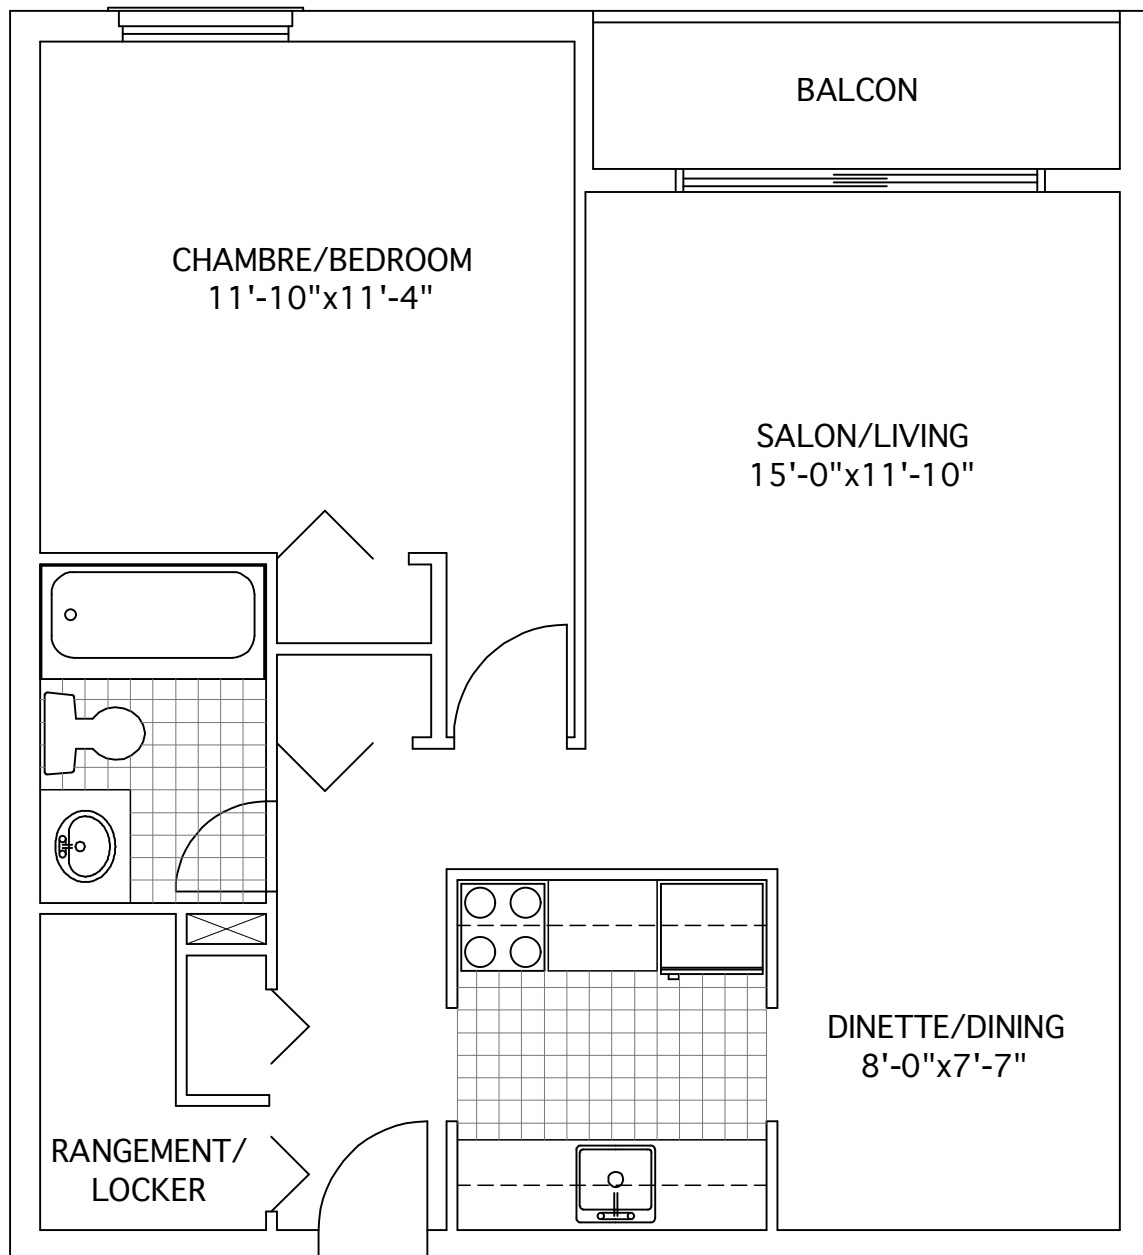 BALCON
CHAMBRE/BEDROOM
11'-10"x11'-4"
SALON/LIVING
15'-0"x11'-10"
DINETTE/DINING
8'-0"x7'-7"
RANGEMENT/
LOCKER